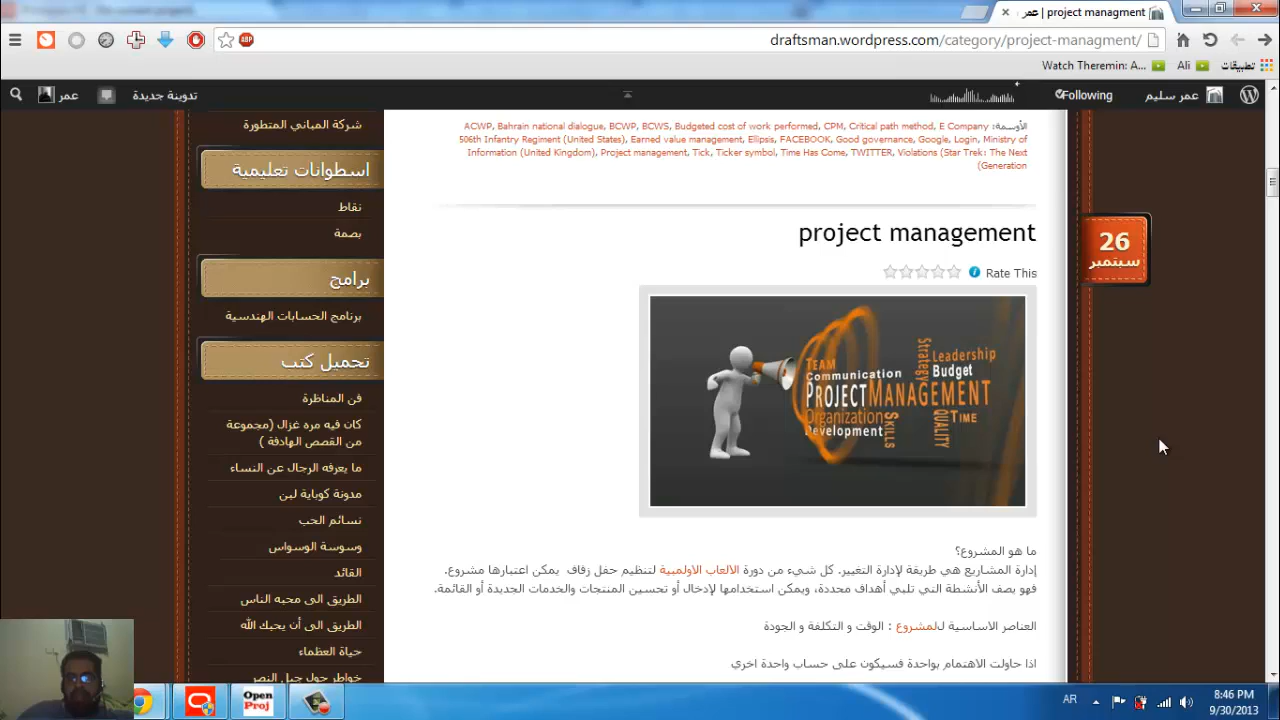 project managment | عمر
draftsman.wordpress.com/category/project-managment/
ABP
تطبيقات
Ali
Watch Theremin: A...
عمر سليم
Following
تدوينة جديدة
عمر
الأوسمة: ACWP, Bahrain national dialogue, BCWP, BCWS, Budgeted cost of work performed, CPM, Critical path method, E Company
506th Infantry Regiment (United States), Earned value management, Ellipsis, FACEBOOK, Good governance, Google, Login, Ministry of
Information (United Kingdom), Project management, Tick, Ticker symbol, Time Has Come, TWITTER, Violations (Star Trek: The Next
(Generation
project management
26
سبتمبر
Rate This
TEAM
Communication
PROJECTMANAGEMENT
Organization
Development
SKILLS
Strategy
Leadership
Budget
QUALITY
TIME
ما هو المشروع؟
إدارة المشاريع هي طريقة لإدارة التغيير. كل شيء من دورة الالعاب الاولمبية لتنظيم حفل زفاف يمكن اعتبارها مشروع.
فهو يصف الأنشطة التي تلبي أهداف محددة، ويمكن استخدامها لإدخال أو تحسين المنتجات والخدمات الجديدة أو القائمة.
العناصر الاساسية للمشروع : الوقت و التكلفة و الجودة
اذا حاولت الاهتمام بواحدة فسيكون على حساب واحدة اخري
شركة المباني المتطورة
اسطوانات تعليمية
نقاط
بصمة
برامج
برنامج الحسابات الهندسية
تحميل كتب
فن المناظرة
كان فيه مره غزال (مجموعة
من القصص الهادفة )
ما يعرفه الرجال عن النساء
مدونة كوباية لبن
نسائم الحب
وسوسة الوسواس
القائد
الطريق الى محبه الناس
الطريق الى أن يحبك الله
حياة العظماء
خواطر حول جبل النصر
Open
Proj
AR
8:46 PM
9/30/2013